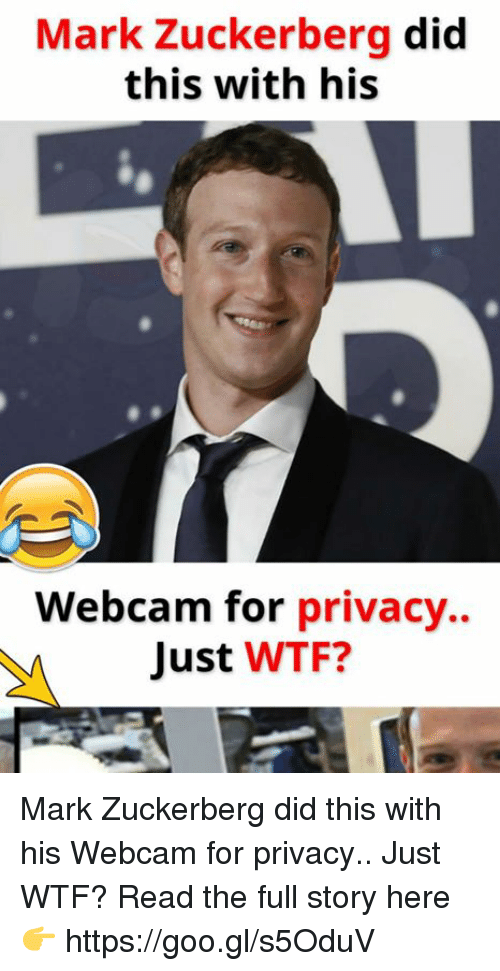 Mark Zuckerberg did
this with his
Webcam for privacy..
Just WTF?
Mark Zuckerberg did this with
his Webcam for privacy.. Just
WTF? Read the full story here
👉 https://goo.gl/s5OduV